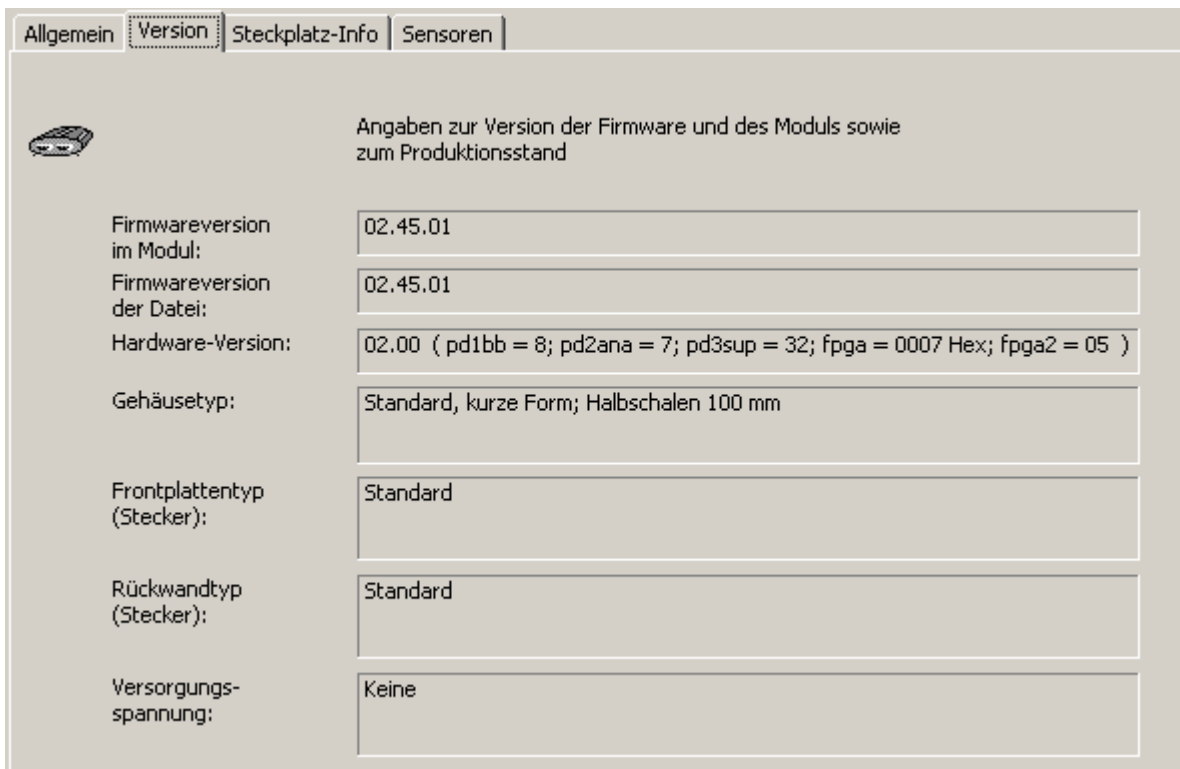 Allgemein Version Steckplatz-Info Sensoren
Angaben zur Version der Firmware und des Moduls sowie
zum Produktionsstand
Firmwareversion
im Modul:
02.45.01
Firmwareversion
der Datei:
02.45.01
Hardware-Version:
02.00 ( pd1bb = 8; pd2ana = 7; pd3sup = 32; fpga = 0007 Hex; fpga2 = 05 )
Gehäusetyp:
Standard, kurze Form; Halbschalen 100 mm
Frontplattentyp
(Stecker):
Standard
Rückwandtyp
(Stecker):
Standard
Versorgungs-
spannung:
Keine